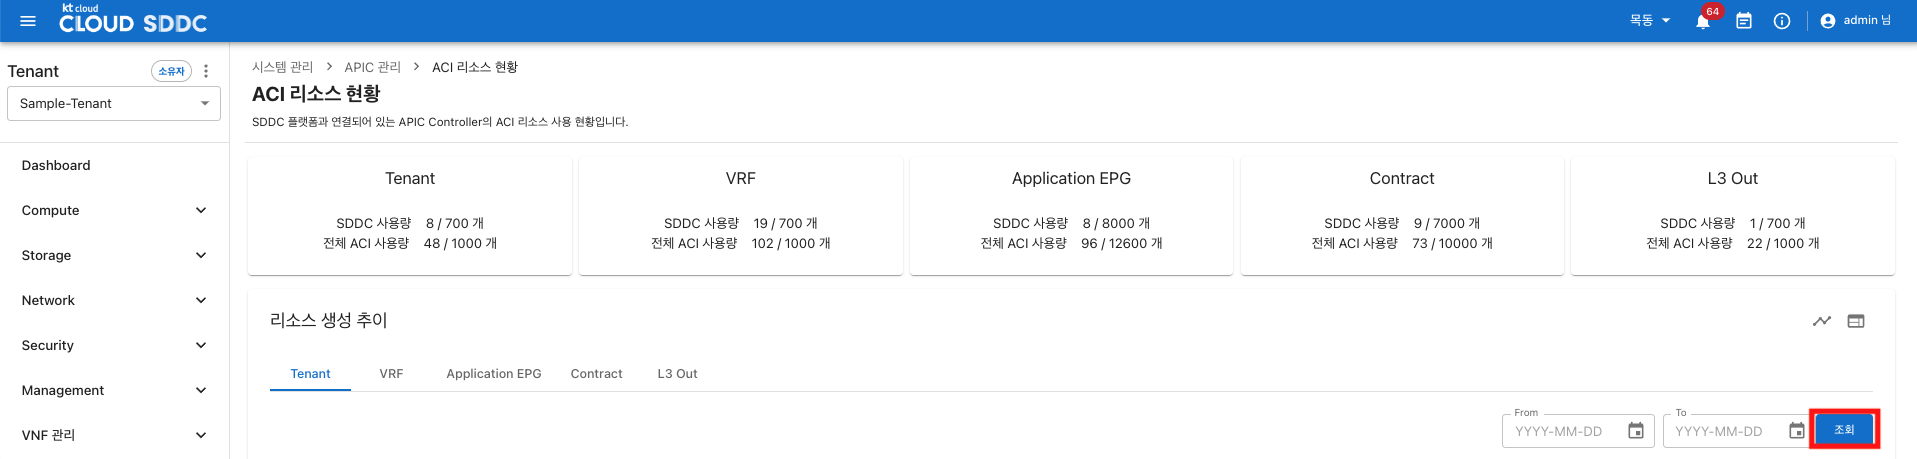 kt cloud
CLOUD SDDC
목동
64
admin 님
Tenant
소유자
Sample-Tenant
Dashboard
Compute
Storage
Network
Security
Management
VNF 관리
시스템 관리 > APIC 관리 > ACI 리소스 현황
ACI 리소스 현황
SDDC 플랫폼과 연결되어 있는 APIC Controller의 ACI 리소스 사용 현황입니다.
Tenant
SDDC 사용량 8 / 700 개
전체 ACI 사용량 48 / 1000 개
VRF
SDDC 사용량 19 / 700 개
전체 ACI 사용량 102 / 1000 개
Application EPG
SDDC 사용량 8 / 8000 개
전체 ACI 사용량 96 / 12600 개
Contract
SDDC 사용량 9 / 7000 개
전체 ACI 사용량 73 / 10000 개
L3 Out
SDDC 사용량 1 / 700 개
전체 ACI 사용량 22 / 1000 개
리소스 생성 추이
Tenant VRF Application EPG Contract L3 Out
From
YYYY-MM-DD
To
YYYY-MM-DD
조회